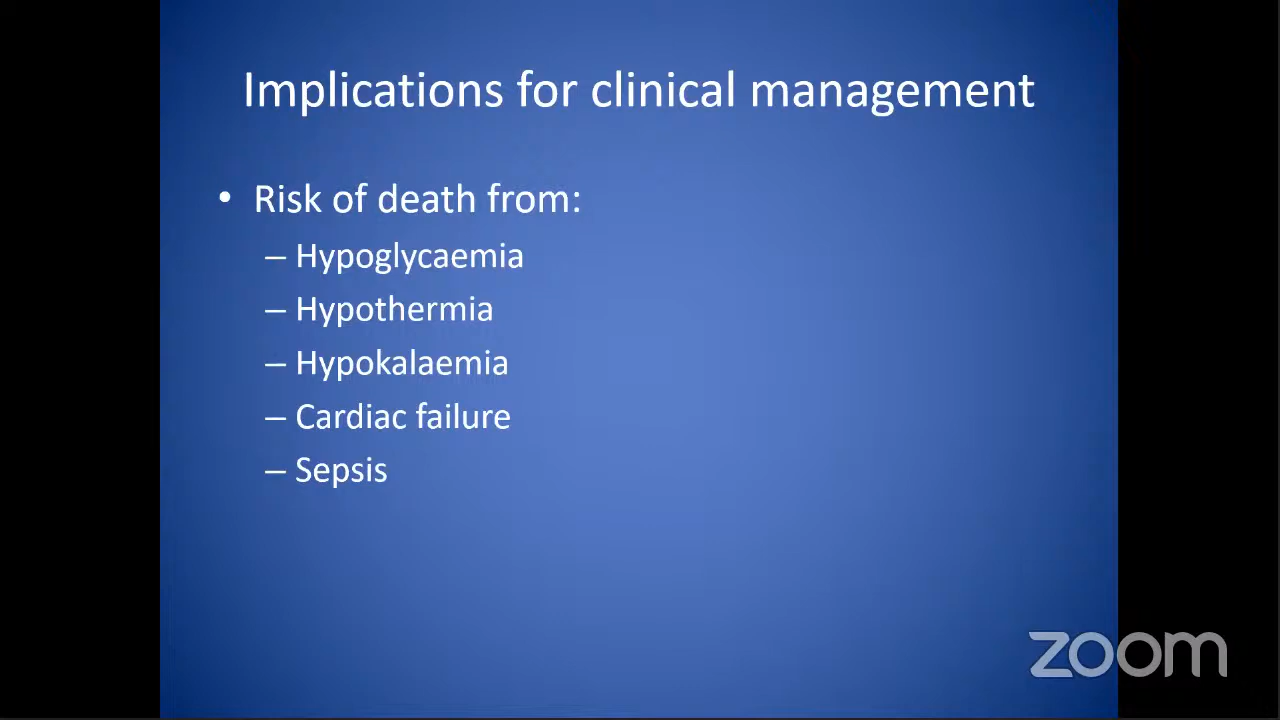 Implications for clinical management
• Risk of death from:
– Hypoglycaemia
– Hypothermia
– Hypokalaemia
– Cardiac failure
– Sepsis
zoom